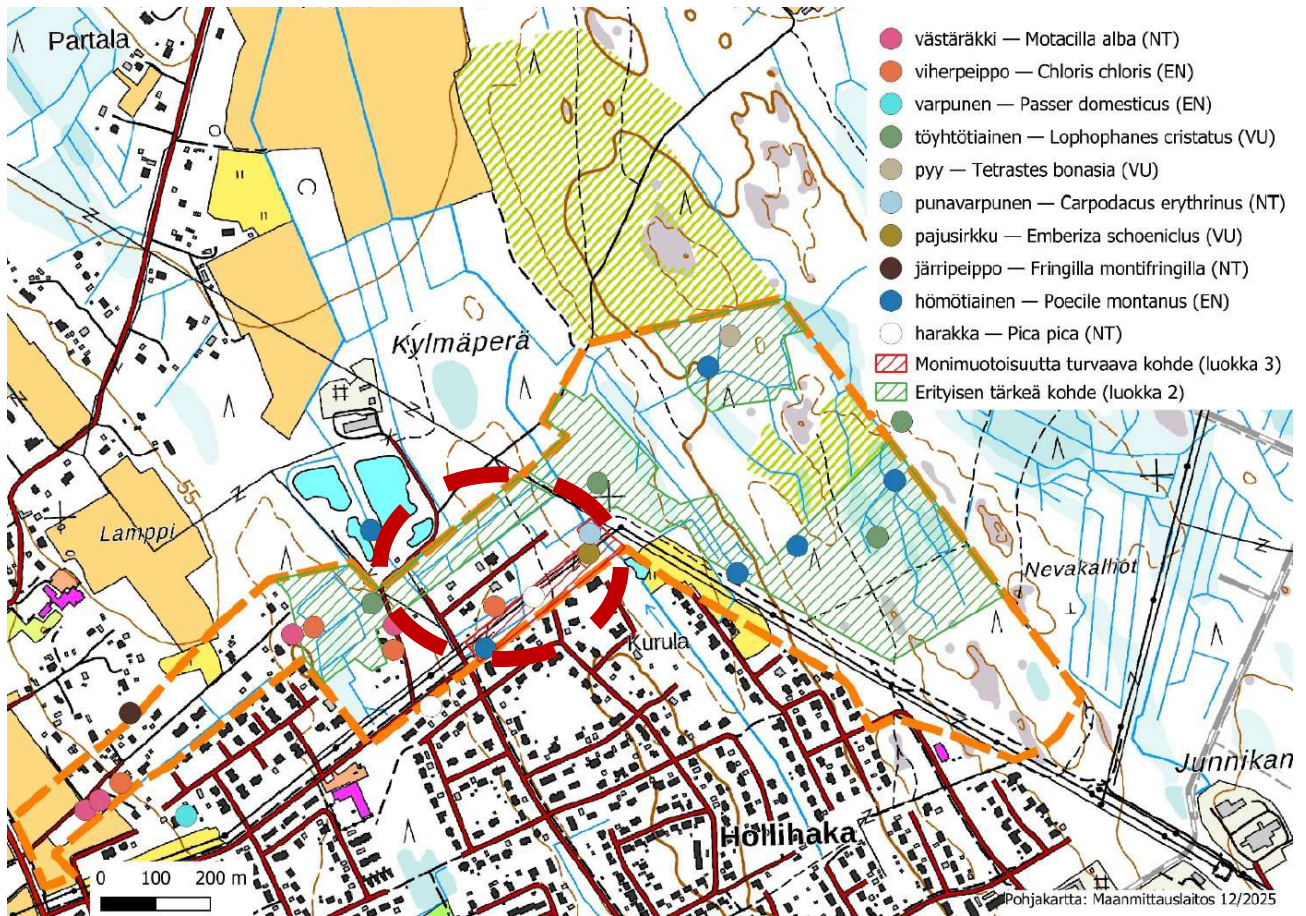 Partala
västäräkki — Motacilla alba (NT)
viherpeippo — Chloris chloris (EN)
varpunen — Passer domesticus (EN)
töyhtötiainen — Lophophanes cristatus (VU)
pyy — Tetrastes bonasia (VU)
punavarpunen — Carpodacus erythrinus (NT)
pajusirkku — Emberiza schoeniclus (VU)
järripeippo — Fringilla montifringilla (NT)
hömötiainen — Poecile montanus (EN)
harakka — Pica pica (NT)
Monimuotoisuutta turvaava kohde (luokka 3)
Erityisen tärkeä kohde (luokka 2)
Kylmäperä
55
Lamppi
Nevakalliot
Kurula
Junnikan
Höllihaka
0 100 200 m
Pohjakartta: Maanmittauslaitos 12/2025